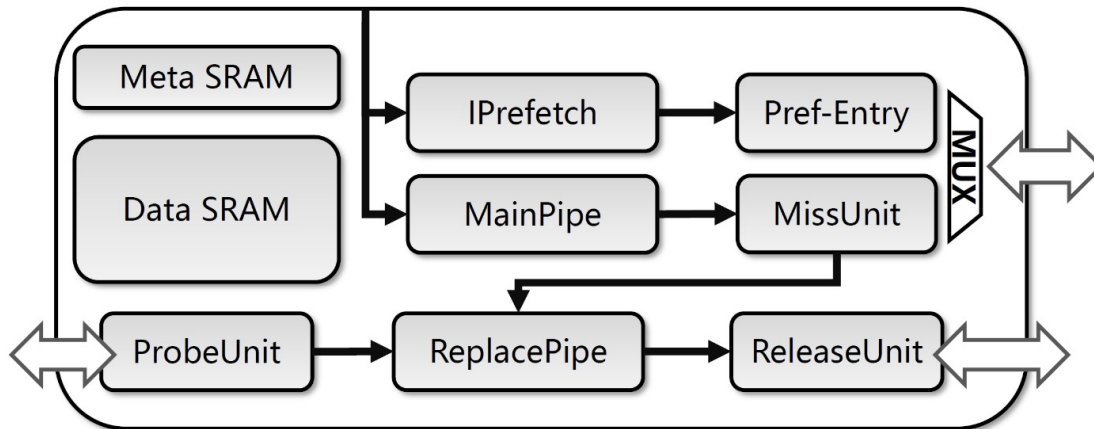 Meta SRAM
IPrefetch
Pref-Entry
MUX
Data SRAM
MainPipe
MissUnit
ProbeUnit
ReplacePipe
ReleaseUnit